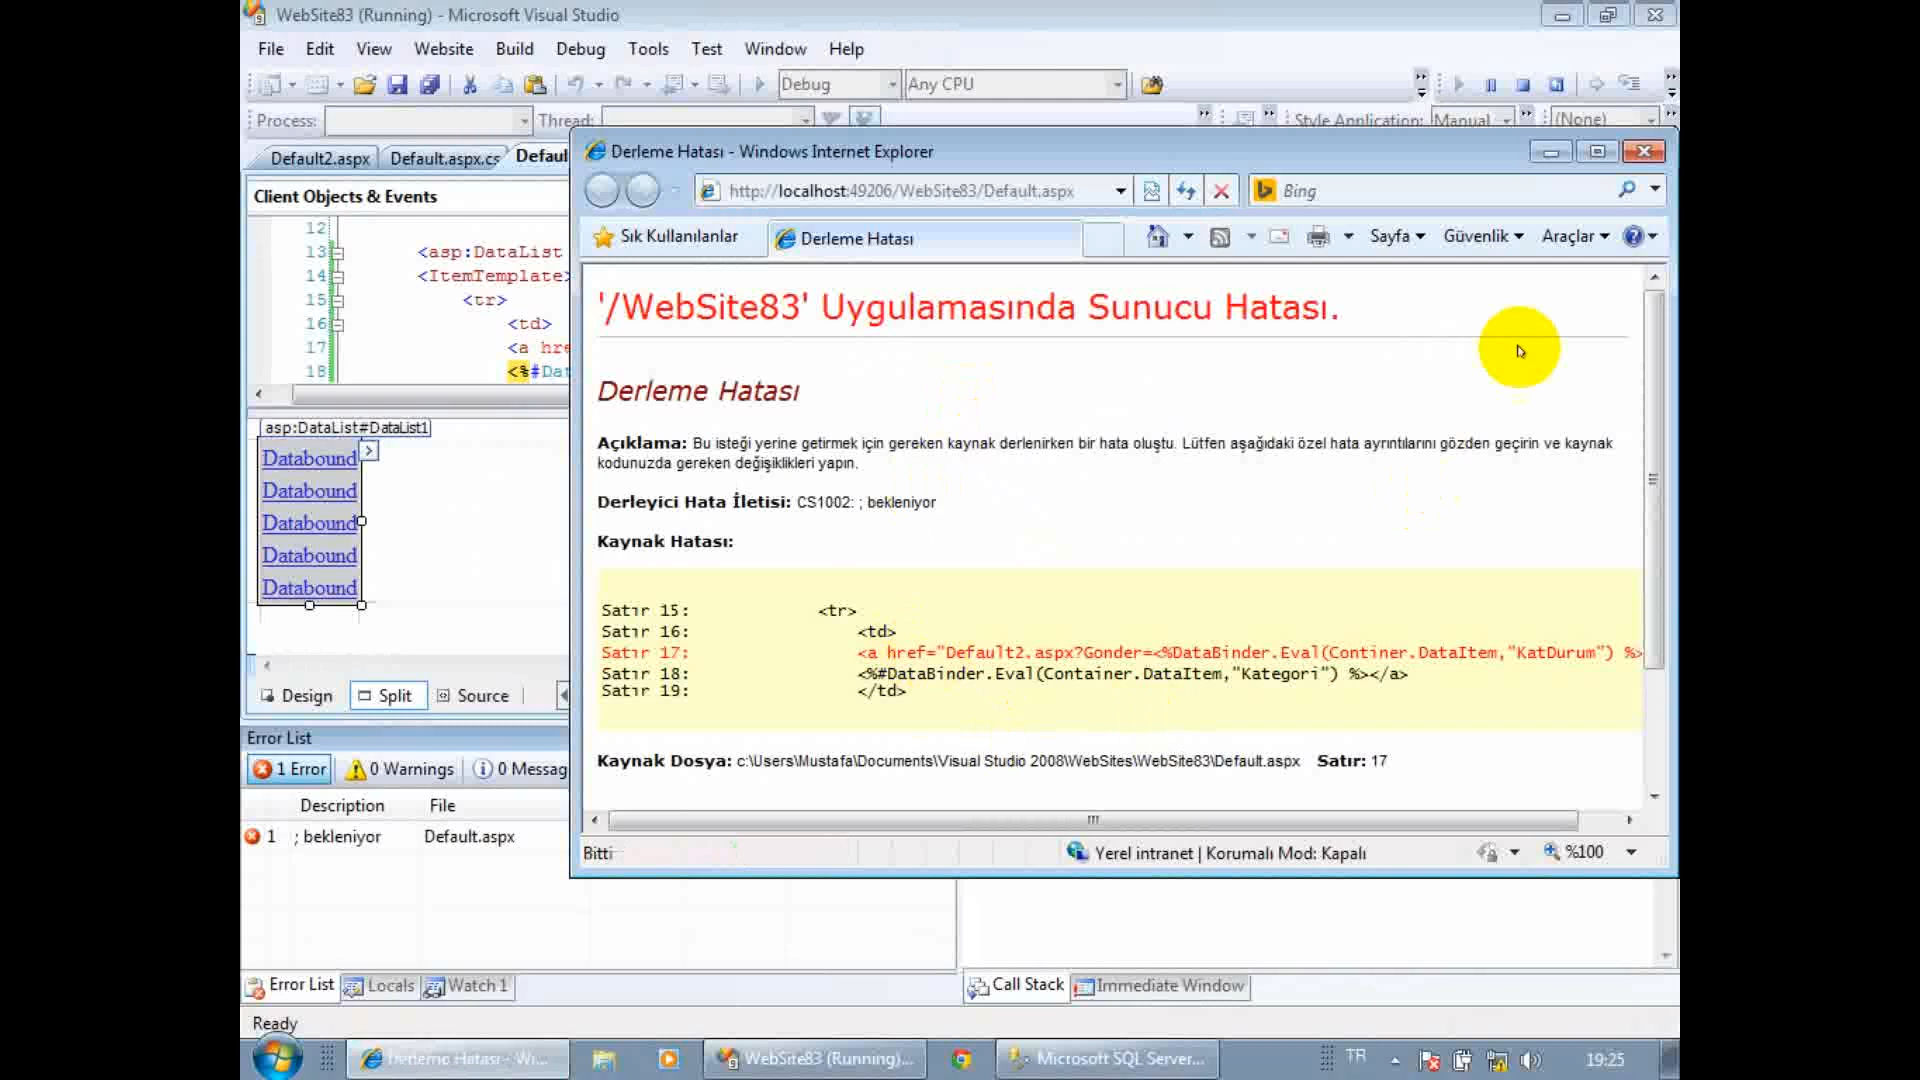 WebSite83 (Running) - Microsoft Visual Studio
File Edit View Website Build Debug Tools Test Window Help
Debug Any CPU
Process: Thread: Style Application: Manual (None)
Default2.aspx Default.aspx.cs Defaul
Client Objects & Events
12
13 <asp:DataList
14 <ItemTemplate>
15 <tr>
16 <td>
17 <a hre
18 <%#Dat
asp:DataList#DataList1
Databound
Databound
Databound
Databound
Databound
Design Split Source
Error List
1 Error 0 Warnings 0 Messag
Description File
1 ; bekleniyor Default.aspx
Derleme Hatası - Windows Internet Explorer
http://localhost:49206/WebSite83/Default.aspx Bing
Sık Kullanılanlar Derleme Hatası Sayfa Güvenlik Araçlar
'/WebSite83' Uygulamasında Sunucu Hatası.
Derleme Hatası
Açıklama: Bu isteği yerine getirmek için gereken kaynak derlenirken bir hata oluştu. Lütfen aşağıdaki özel hata ayrıntılarını gözden geçirin ve kaynak
kodunuzda gereken değişiklikleri yapın.
Derleyici Hata İletisi: CS1002: ; bekleniyor
Kaynak Hatası:
Satır 15: <tr>
Satır 16: <td>
Satır 17: <a href="Default2.aspx?Gonder=<%DataBinder.Eval(Continer.DataItem,"KatDurum") %>
Satır 18: <%#DataBinder.Eval(Container.DataItem,"Kategori") %></a>
Satır 19: </td>
Kaynak Dosya: c:\Users\Mustafa\Documents\Visual Studio 2008\WebSites\WebSite83\Default.aspx Satır: 17
Bitti Yerel intranet | Korumalı Mod: Kapalı %100
Error List Locals Watch 1 Call Stack Immediate Window
Ready
Derleme Hatası - Wi... WebSite83 (Running)... Microsoft SQL Server... TR 19:25